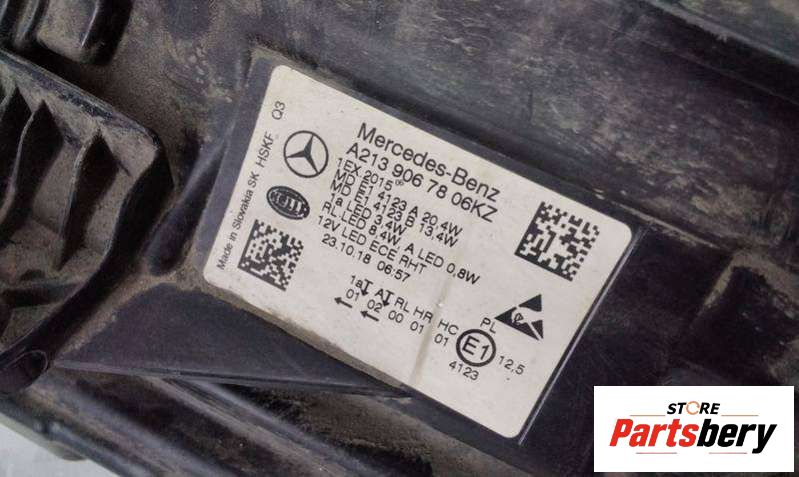 Made in Slovakia SK HSKF Q3
Mercedes-Benz
A213 906 78 06KZ
1EX 2015
MD E1 4123 A 20,4W
MD E1 4123 B 13,4W
a LED 3,4W
RL-LED 8,4W, A LED 0,8W
12V LED ECE RHT
23.10.18 06:57
1a A RL HR HC PL
01 02 00 01 01 E1 12,5
4123
STORE
Partsbery